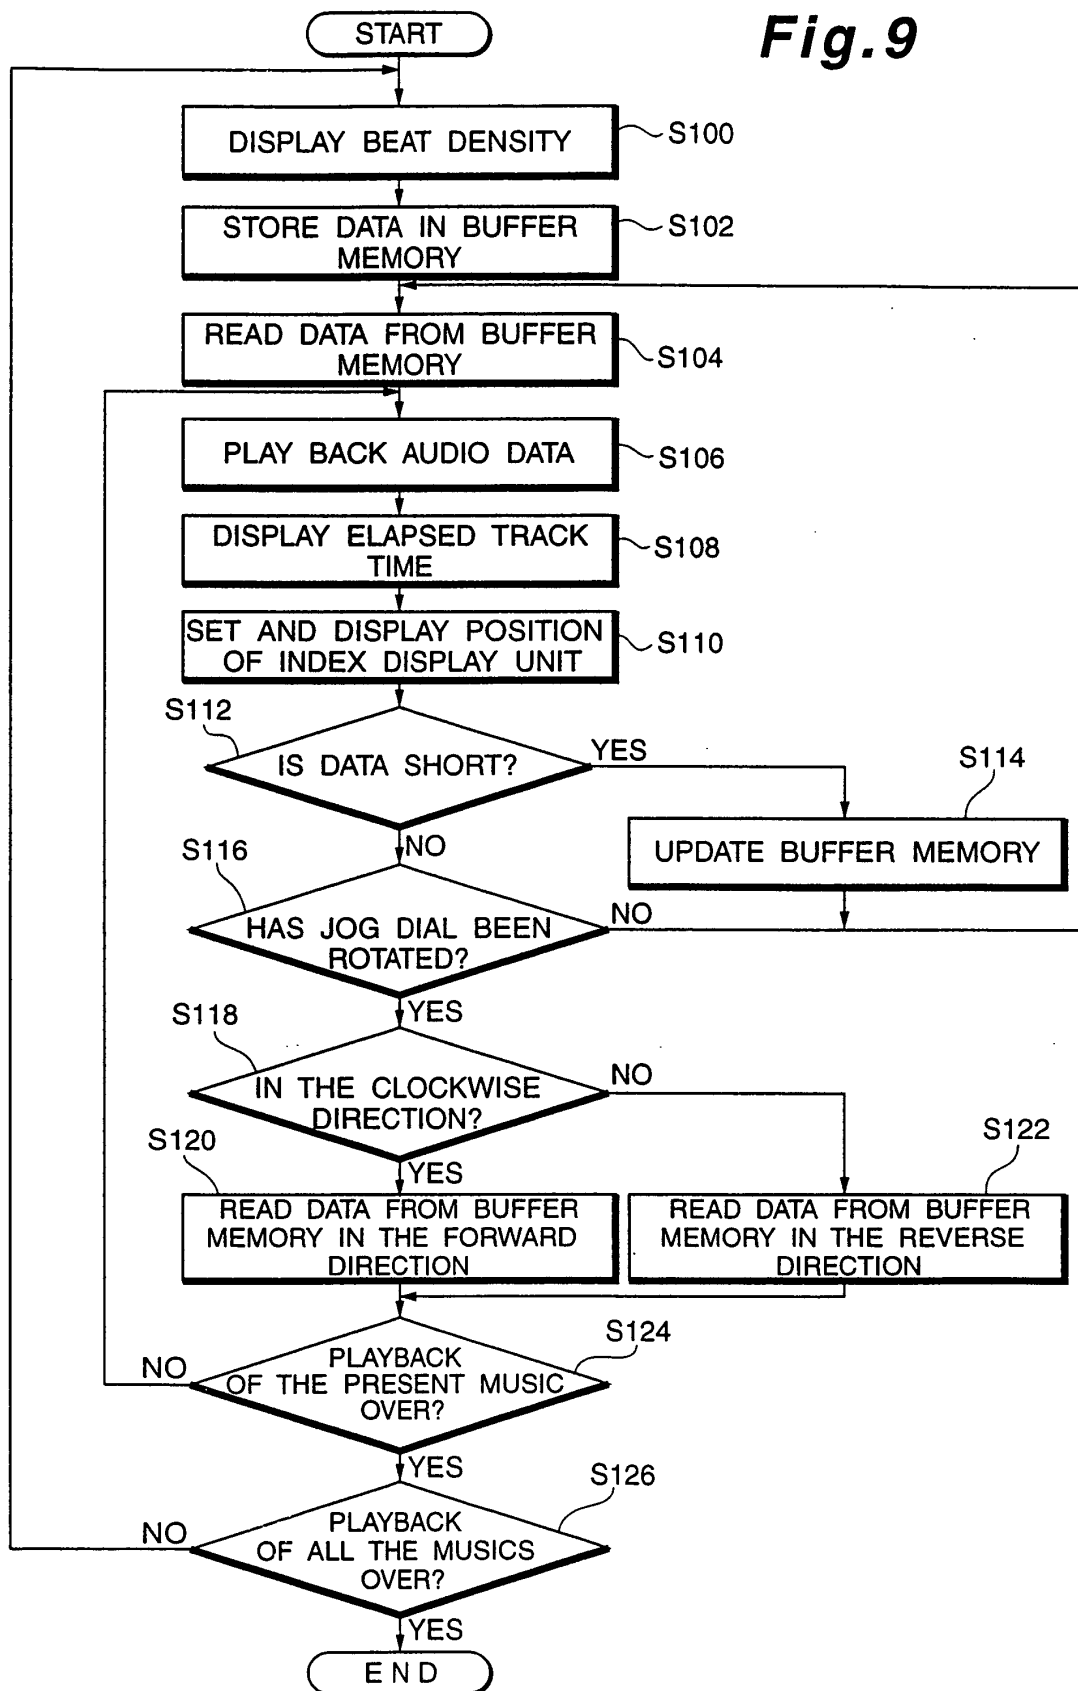 START
Fig.9
DISPLAY BEAT DENSITY
S100
STORE DATA IN BUFFER
MEMORY
S102
READ DATA FROM BUFFER
MEMORY
S104
PLAY BACK AUDIO DATA
S106
DISPLAY ELAPSED TRACK
TIME
S108
SET AND DISPLAY POSITION
OF INDEX DISPLAY UNIT
S110
S112
IS DATA SHORT?
YES
S114
UPDATE BUFFER MEMORY
NO
S116
HAS JOG DIAL BEEN
ROTATED?
NO
YES
S118
IN THE CLOCKWISE
DIRECTION?
NO
YES
S120
READ DATA FROM BUFFER
MEMORY IN THE FORWARD
DIRECTION
S122
READ DATA FROM BUFFER
MEMORY IN THE REVERSE
DIRECTION
S124
PLAYBACK
OF THE PRESENT MUSIC
OVER?
NO
YES
S126
PLAYBACK
OF ALL THE MUSICS
OVER?
NO
YES
END